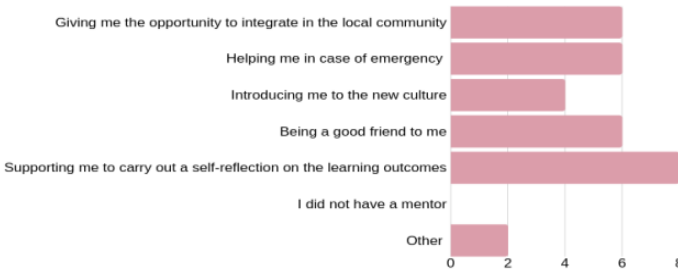 Giving me the opportunity to integrate in the local community
Helping me in case of emergency
Introducing me to the new culture
Being a good friend to me
Supporting me to carry out a self-reflection on the learning outcomes
I did not have a mentor
Other
0 2 4 6 8